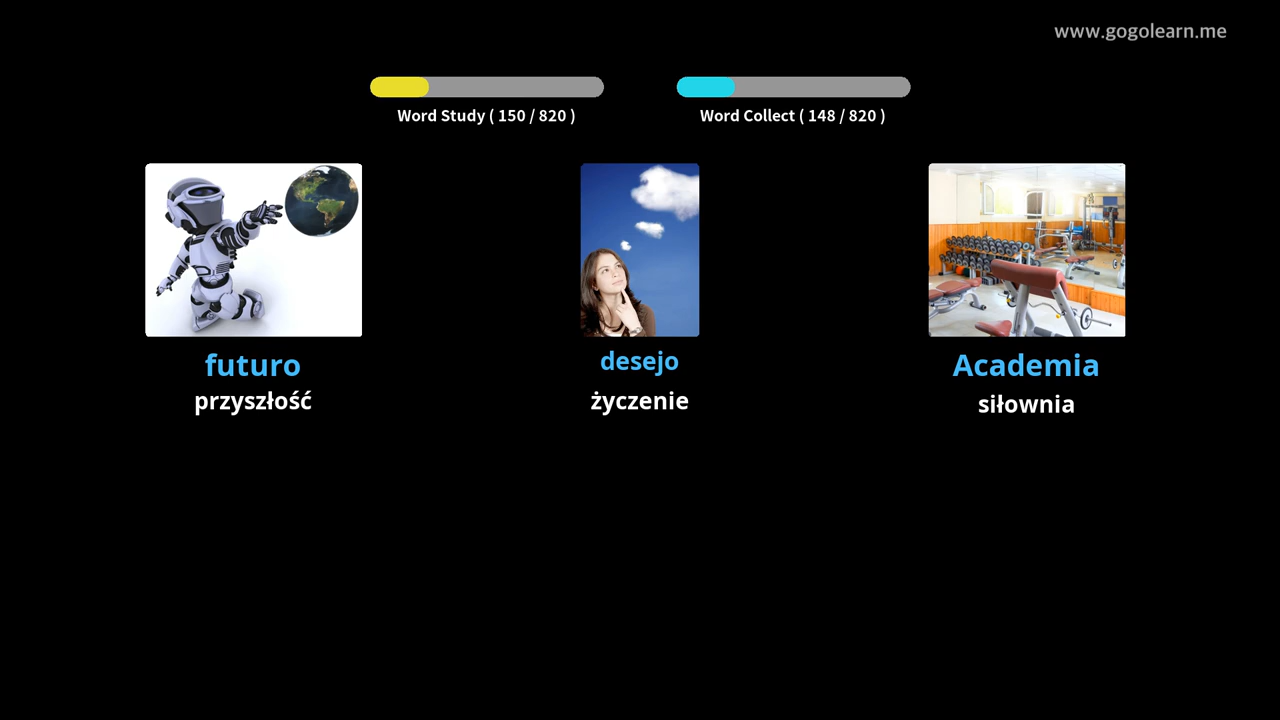 www.gogolearn.me
Word Study ( 150 / 820 )
Word Collect ( 148 / 820 )
futuro
przyszłość
desejo
życzenie
Academia
siłownia